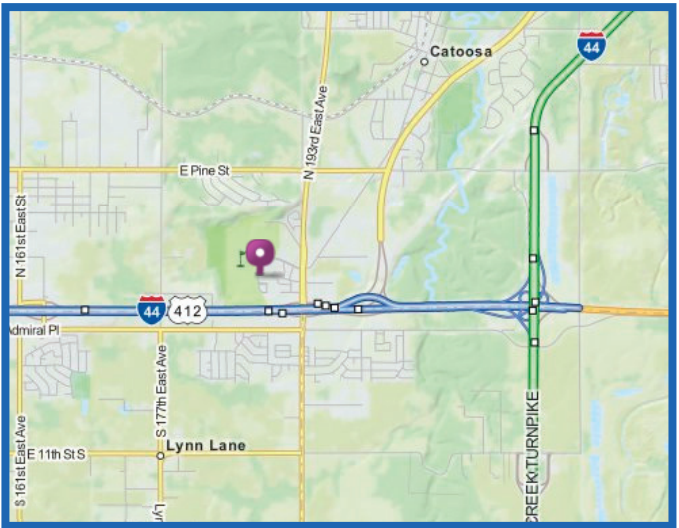 44
Catoosa
N 193rd East Ave
E Pine St
N 161st East St
44
412
Admiral Pl
S 177th East Ave
CREEK TURNPIKE
Lynn Lane
E 11th St S
S 161st East Ave
Lyn